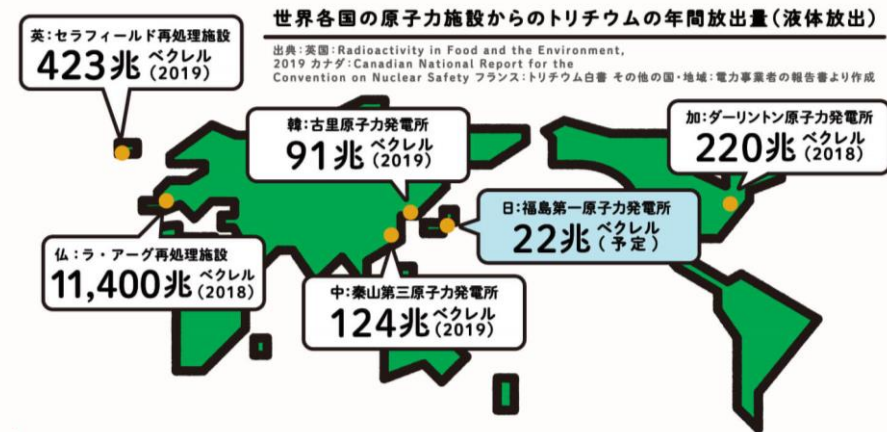 世界各国の原子力施設からのトリチウムの年間放出量(液体放出)
出典:英国:Radioactivity in Food and the Environment,
2019 カナダ:Canadian National Report for the
Convention on Nuclear Safety フランス:トリチウム白書 その他の国・地域:電力事業者の報告書より作成
英:セラフィールド再処理施設
423兆ベクレル(2019)
韓:古里原子力発電所
91兆ベクレル(2019)
加:ダーリントン原子力発電所
220兆ベクレル(2018)
日:福島第一原子力発電所
22兆ベクレル(予定)
仏:ラ・アーグ再処理施設
11,400兆ベクレル(2018)
中:秦山第三原子力発電所
124兆ベクレル(2019)